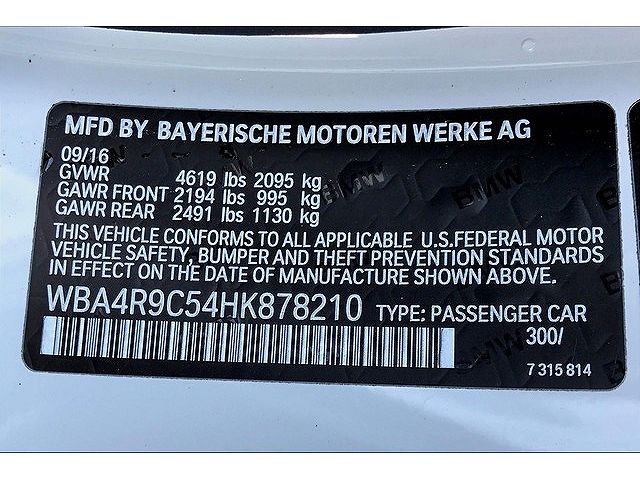 MFD BY BAYERISCHE MOTOREN WERKE AG
09/16
GVWR 4619 lbs 2095 kg
GAWR FRONT 2194 lbs 995 kg
GAWR REAR 2491 lbs 1130 kg
THIS VEHICLE CONFORMS TO ALL APPLICABLE U.S.FEDERAL MOTOR
VEHICLE SAFETY, BUMPER AND THEFT PREVENTION STANDARDS
IN EFFECT ON THE DATE OF MANUFACTURE SHOWN ABOVE.
WBA4R9C54HK878210 TYPE: PASSENGER CAR
300/
7 315 814
BMW
BMW
BMW